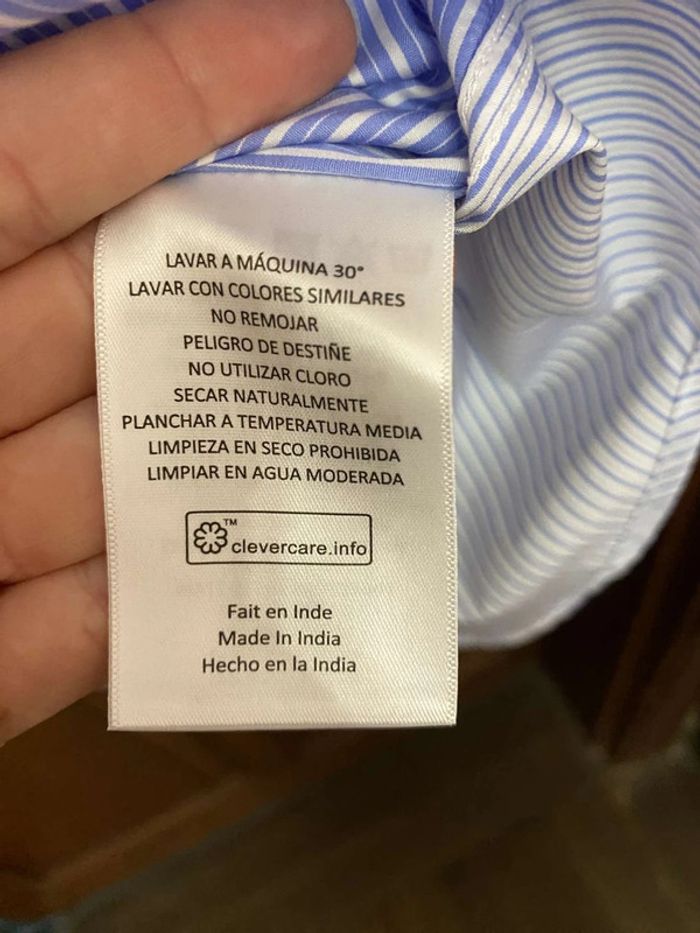 LAVAR A MÁQUINA 30°
LAVAR CON COLORES SIMILARES
NO REMOJAR
PELIGRO DE DESTIÑE
NO UTILIZAR CLORO
SECAR NATURALMENTE
PLANCHAR A TEMPERATURA MEDIA
LIMPIEZA EN SECO PROHIBIDA
LIMPIAR EN AGUA MODERADA
™
clevercare.info
Fait en Inde
Made In India
Hecho en la India